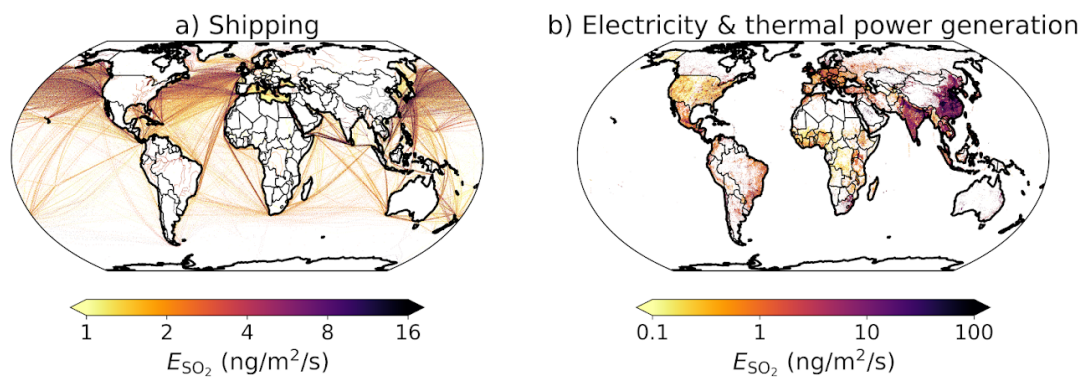 a) Shipping
b) Electricity & thermal power generation
1 2 4 8 16
E_SO₂ (ng/m²/s)
0.1 1 10 100
E_SO₂ (ng/m²/s)